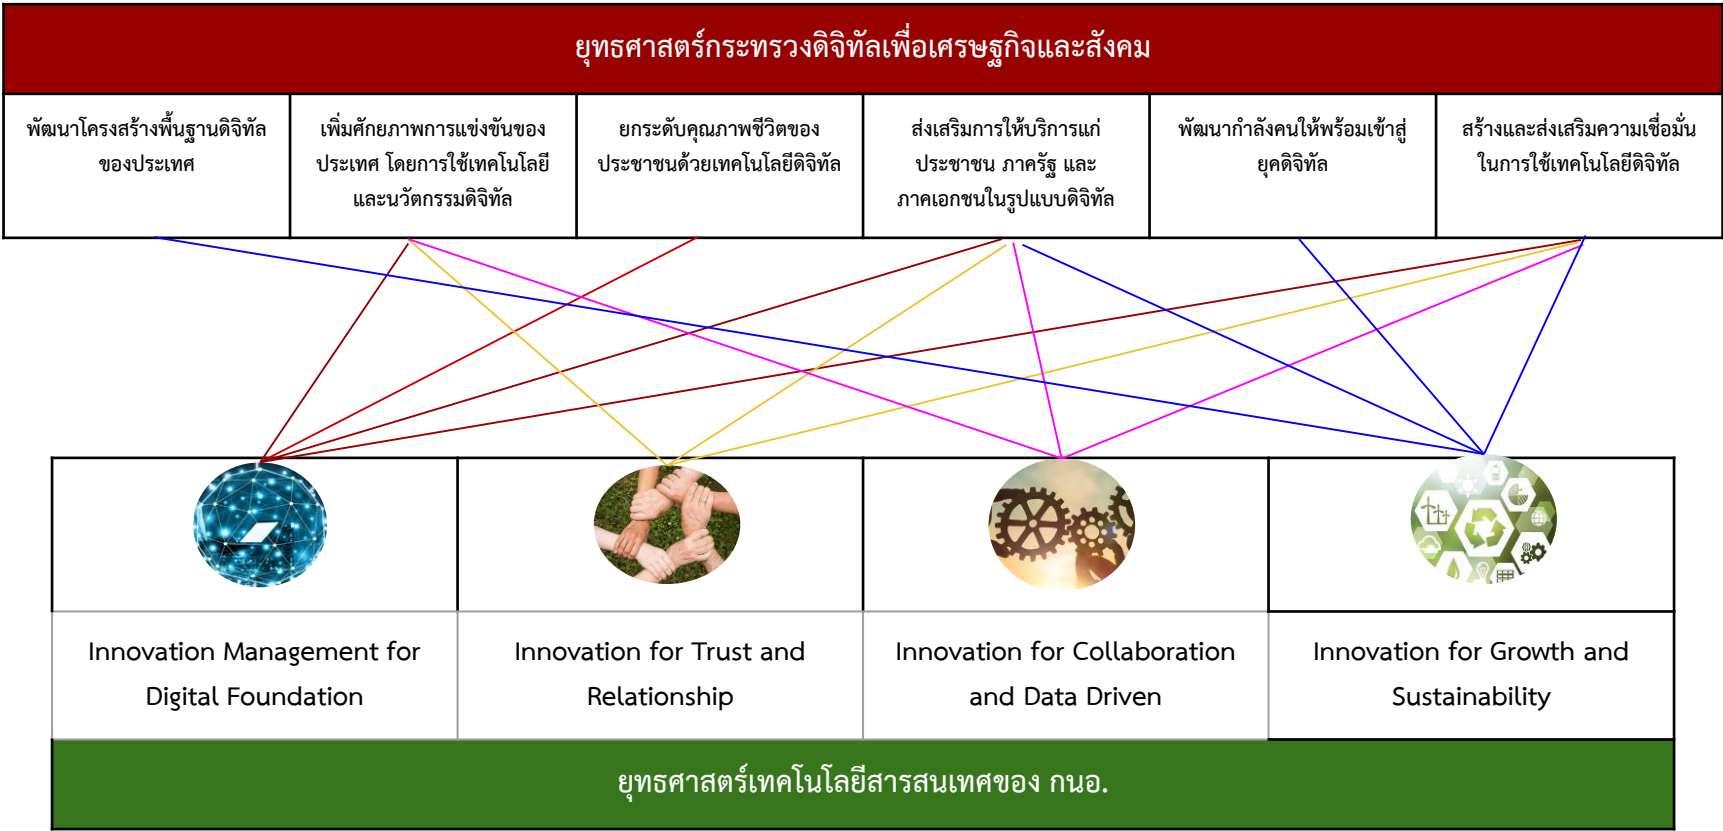 ยุทธศาสตร์กระทรวงดิจิทัลเพื่อเศรษฐกิจและสังคม
พัฒนาโครงสร้างพื้นฐานดิจิทัล
ของประเทศ
เพิ่มศักยภาพการแข่งขันของ
ประเทศ โดยการใช้เทคโนโลยี
และนวัตกรรมดิจิทัล
ยกระดับคุณภาพชีวิตของ
ประชาชนด้วยเทคโนโลยีดิจิทัล
ส่งเสริมการให้บริการแก่
ประชาชน ภาครัฐ และ
ภาคเอกชนในรูปแบบดิจิทัล
พัฒนากำลังคนให้พร้อมเข้าสู่
ยุคดิจิทัล
สร้างและส่งเสริมความเชื่อมั่น
ในการใช้เทคโนโลยีดิจิทัล
Innovation Management for
Digital Foundation
Innovation for Trust and
Relationship
Innovation for Collaboration
and Data Driven
Innovation for Growth and
Sustainability
ยุทธศาสตร์เทคโนโลยีสารสนเทศของ กนอ.